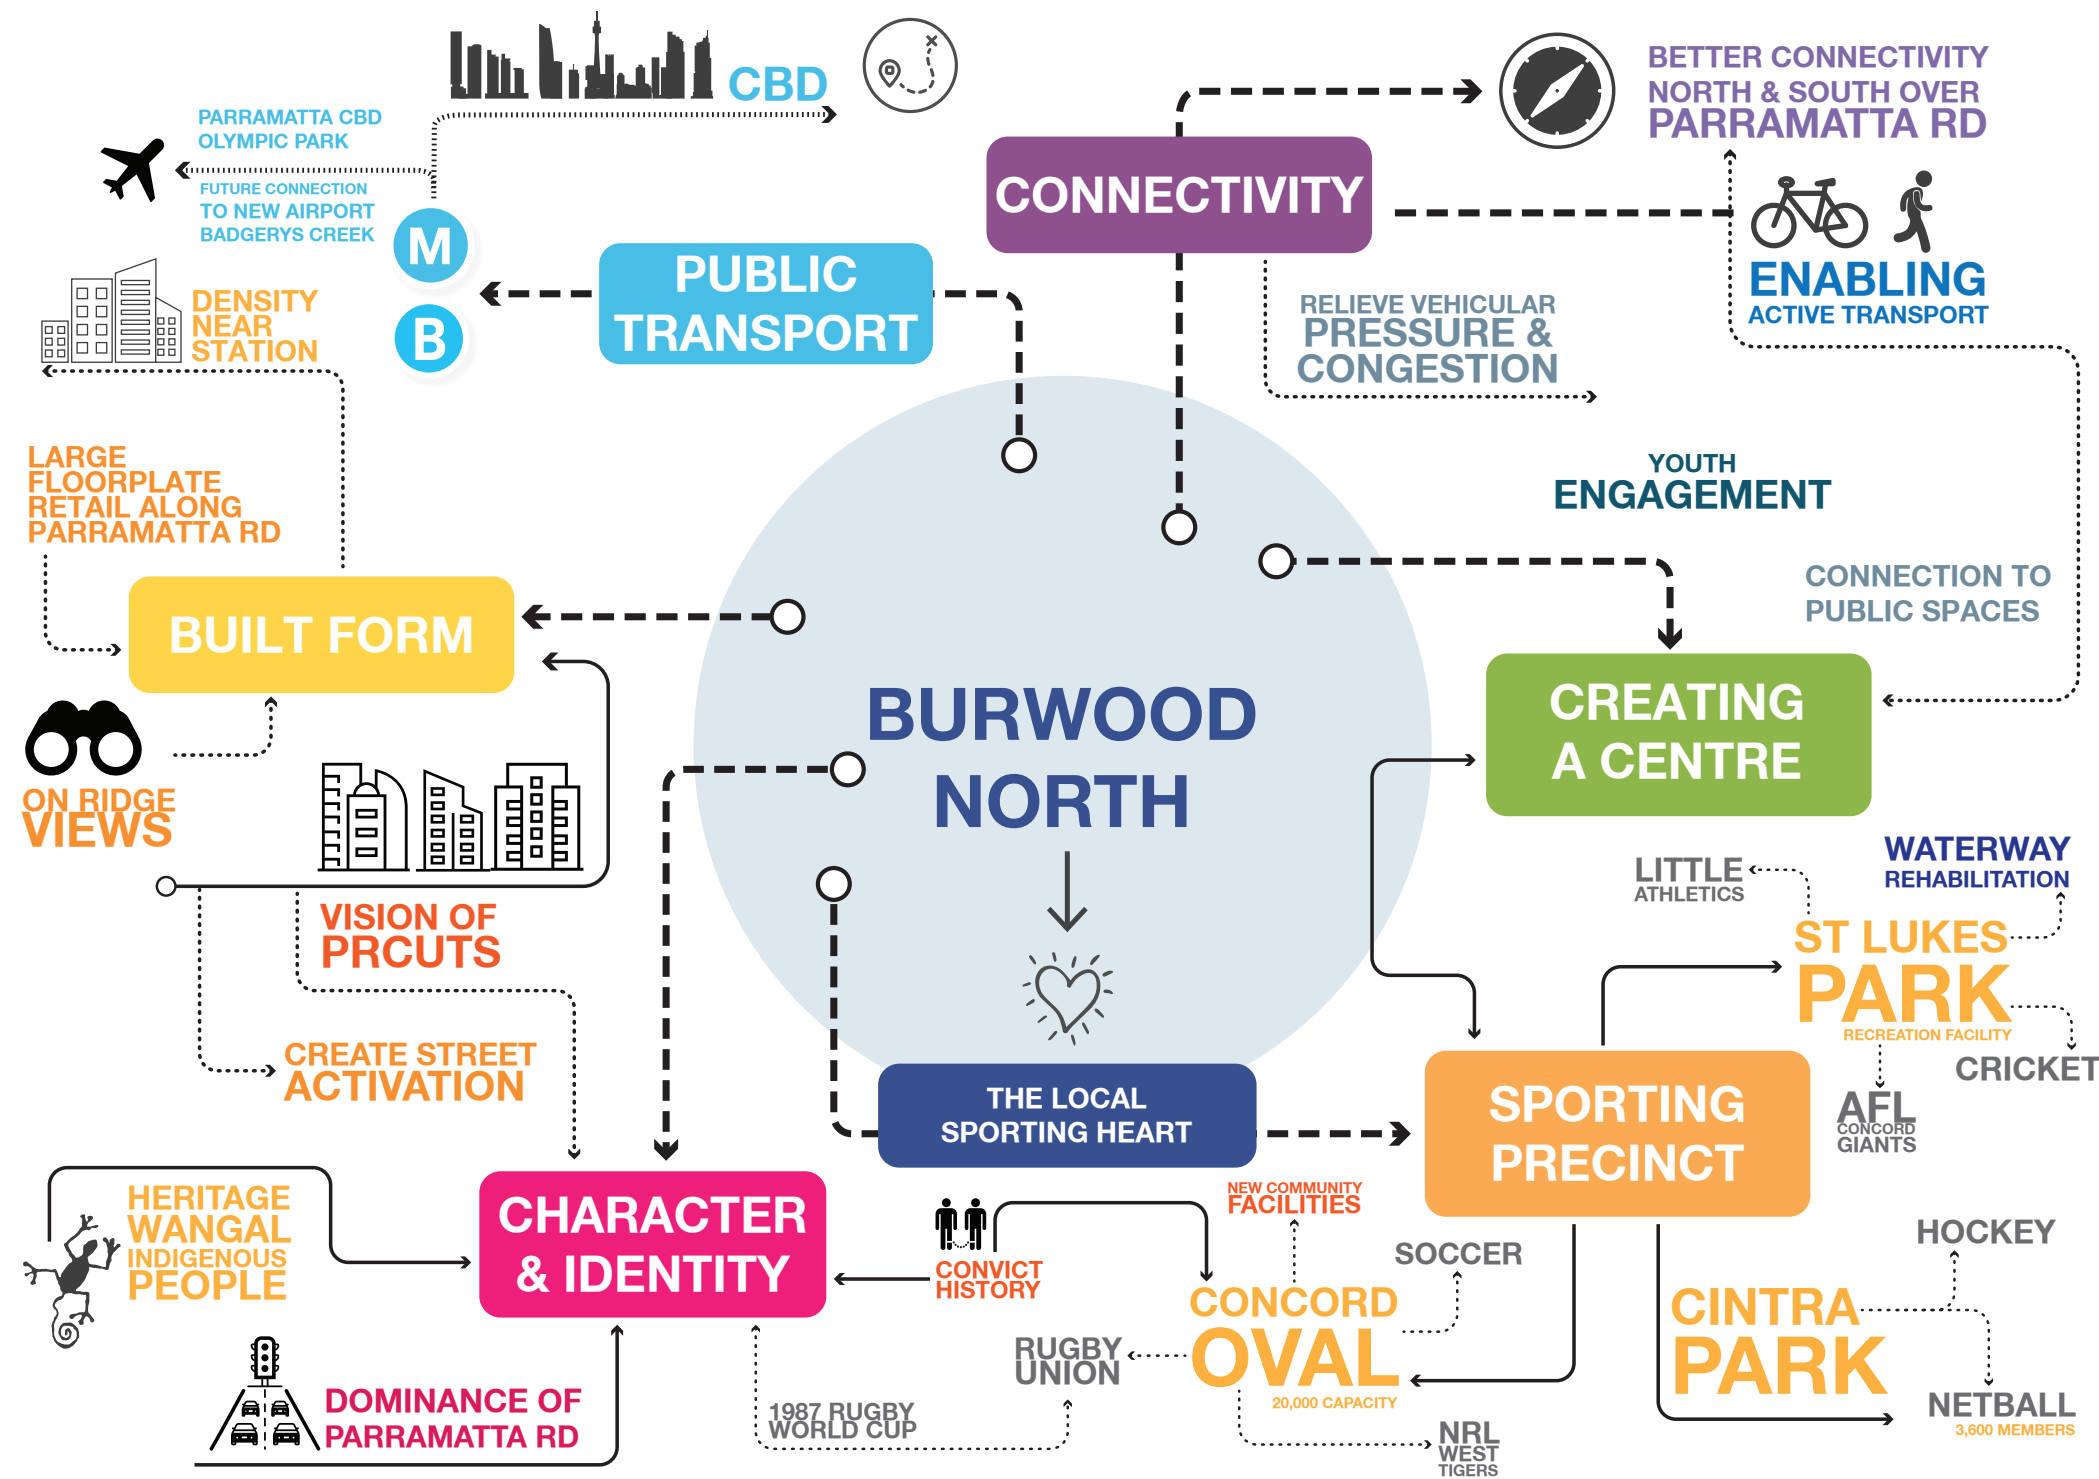 CBD
PARRAMATTA CBD
OLYMPIC PARK
FUTURE CONNECTION
TO NEW AIRPORT
BADGERYS CREEK
M
B
PUBLIC
TRANSPORT
CONNECTIVITY
BETTER CONNECTIVITY
NORTH & SOUTH OVER
PARRAMATTA RD
ENABLING
ACTIVE TRANSPORT
RELIEVE VEHICULAR
PRESSURE &
CONGESTION
DENSITY
NEAR
STATION
LARGE
FLOORPLATE
RETAIL ALONG
PARRAMATTA RD
BUILT FORM
ON RIDGE
VIEWS
VISION OF
PRCUTS
CREATE STREET
ACTIVATION
BURWOOD
NORTH
THE LOCAL
SPORTING HEART
YOUTH
ENGAGEMENT
CONNECTION TO
PUBLIC SPACES
CREATING
A CENTRE
WATERWAY
REHABILITATION
LITTLE
ATHLETICS
ST LUKES
PARK
RECREATION FACILITY
CRICKET
AFL
CONCORD
GIANTS
SPORTING
PRECINCT
HERITAGE
WANGAL
INDIGENOUS
PEOPLE
CHARACTER
& IDENTITY
DOMINANCE OF
PARRAMATTA RD
CONVICT
HISTORY
1987 RUGBY
WORLD CUP
NEW COMMUNITY
FACILITIES
SOCCER
CONCORD
OVAL
20,000 CAPACITY
RUGBY
UNION
NRL
WEST
TIGERS
HOCKEY
CINTRA
PARK
NETBALL
3,600 MEMBERS